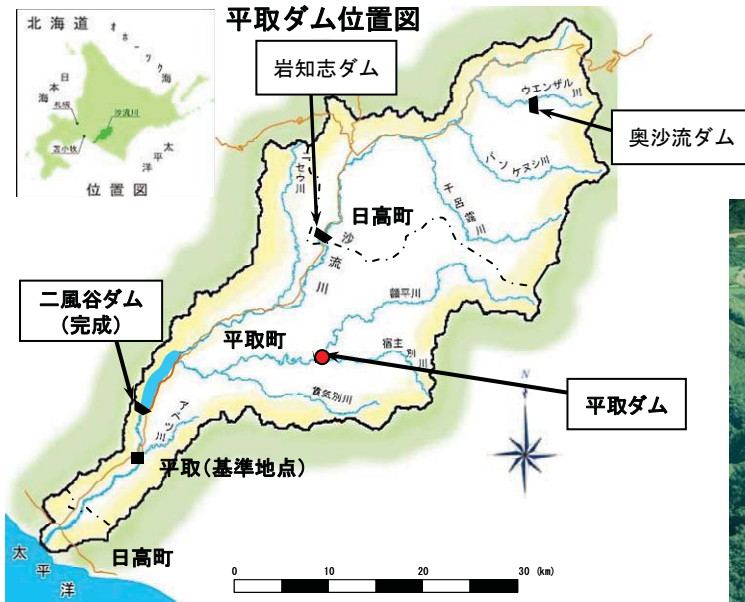 平取ダム位置図
北海道
オホーツク海
日本海
札幌
沙流川
苫小牧
太平洋
位置図
岩知志ダム
ウエンザル川
奥沙流ダム
パンケヌシ川
千呂露川
日高町
沙流川
額平川
二風谷ダム
(完成)
平取町
宿主別川
平取ダム
貫気別川
アベツ川
N
平取(基準地点)
日高町
太平洋
0 10 20 30 (km)